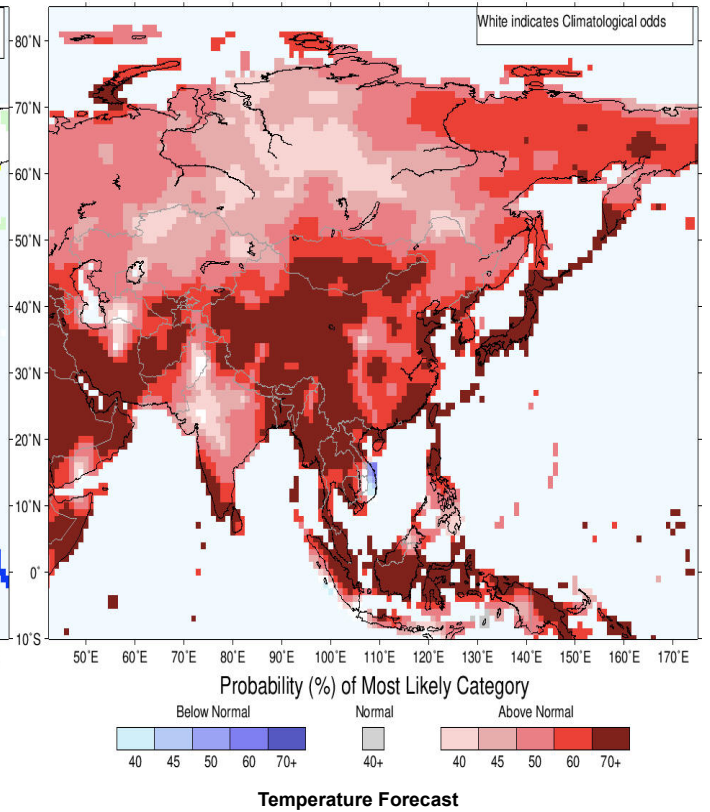 White indicates Climatological odds
80˚N
70˚N
60˚N
50˚N
40˚N
30˚N
20˚N
10˚N
0˚
10˚S
50˚E 60˚E 70˚E 80˚E 90˚E 100˚E 110˚E 120˚E 130˚E 140˚E 150˚E 160˚E 170˚E
Probability (%) of Most Likely Category
Below Normal Normal Above Normal
40 45 50 60 70+ 40+ 40 45 50 60 70+
Temperature Forecast